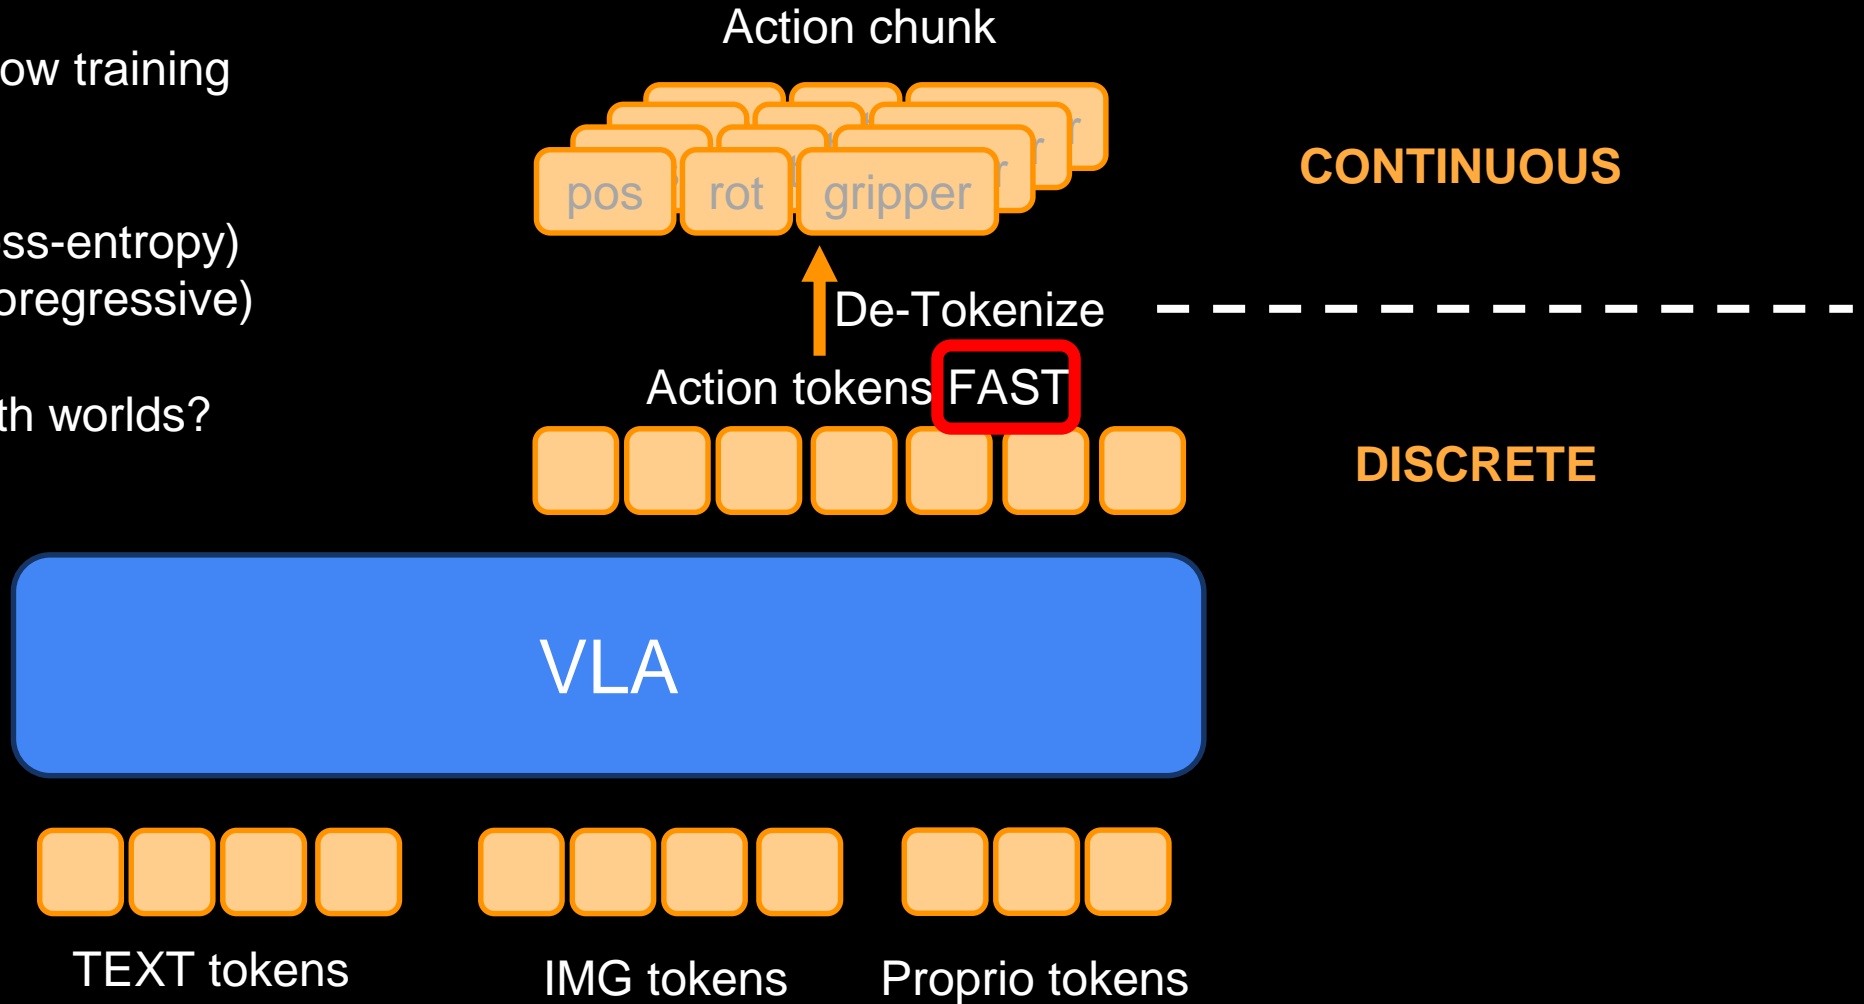 ow training
ss-entropy)
oregressive)
th worlds?
Action chunk
pos rot gripper
De-Tokenize
Action tokens FAST
CONTINUOUS
DISCRETE
VLA
TEXT tokens
IMG tokens
Proprio tokens